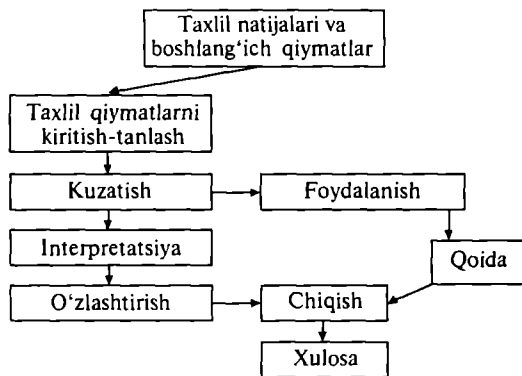 Taxlil natijalari va
boshlang‘ich qiymatlar
Taxlil qiymatlarni
kiritish-tanlash
Kuzatish
Foydalanish
Interpretatsiya
Qoida
O‘zlashtirish
Chiqish
Xulosa